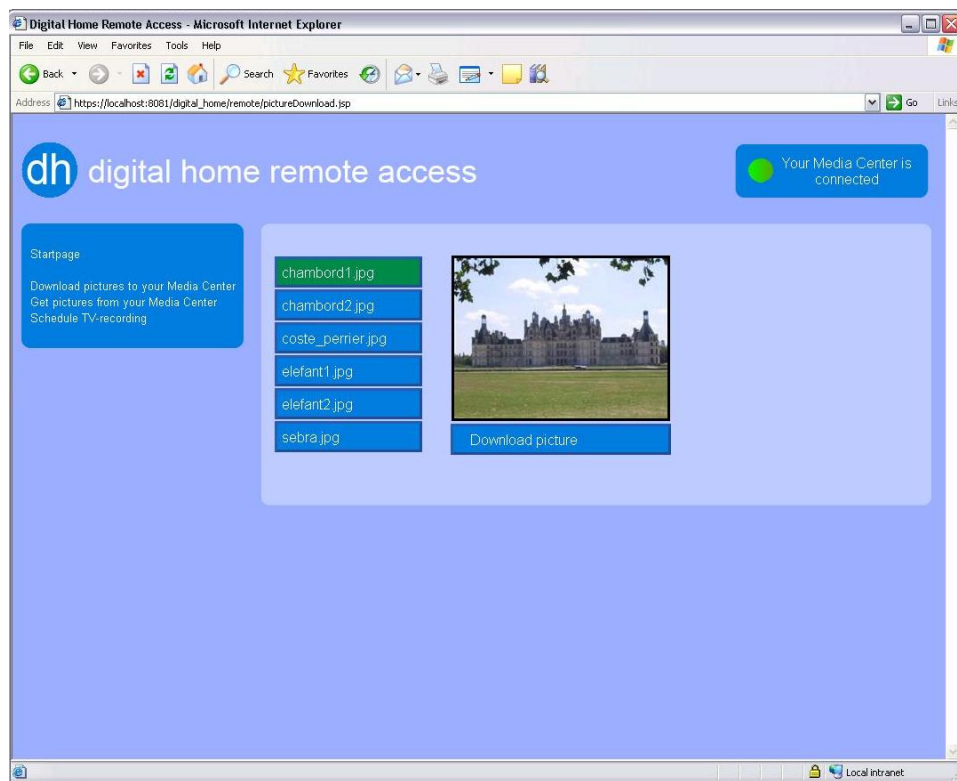 Digital Home Remote Access - Microsoft Internet Explorer
File Edit View Favorites Tools Help
Back Search Favorites
Address https://localhost:8081/digital_home/remote/pictureDownload.jsp Go Links
dh digital home remote access
Your Media Center is
connected
Startpage
Download pictures to your Media Center
Get pictures from your Media Center
Schedule TV-recording
chambord1.jpg
chambord2.jpg
coste_perrier.jpg
elefant1.jpg
elefant2.jpg
sebra.jpg
Download picture
Local intranet